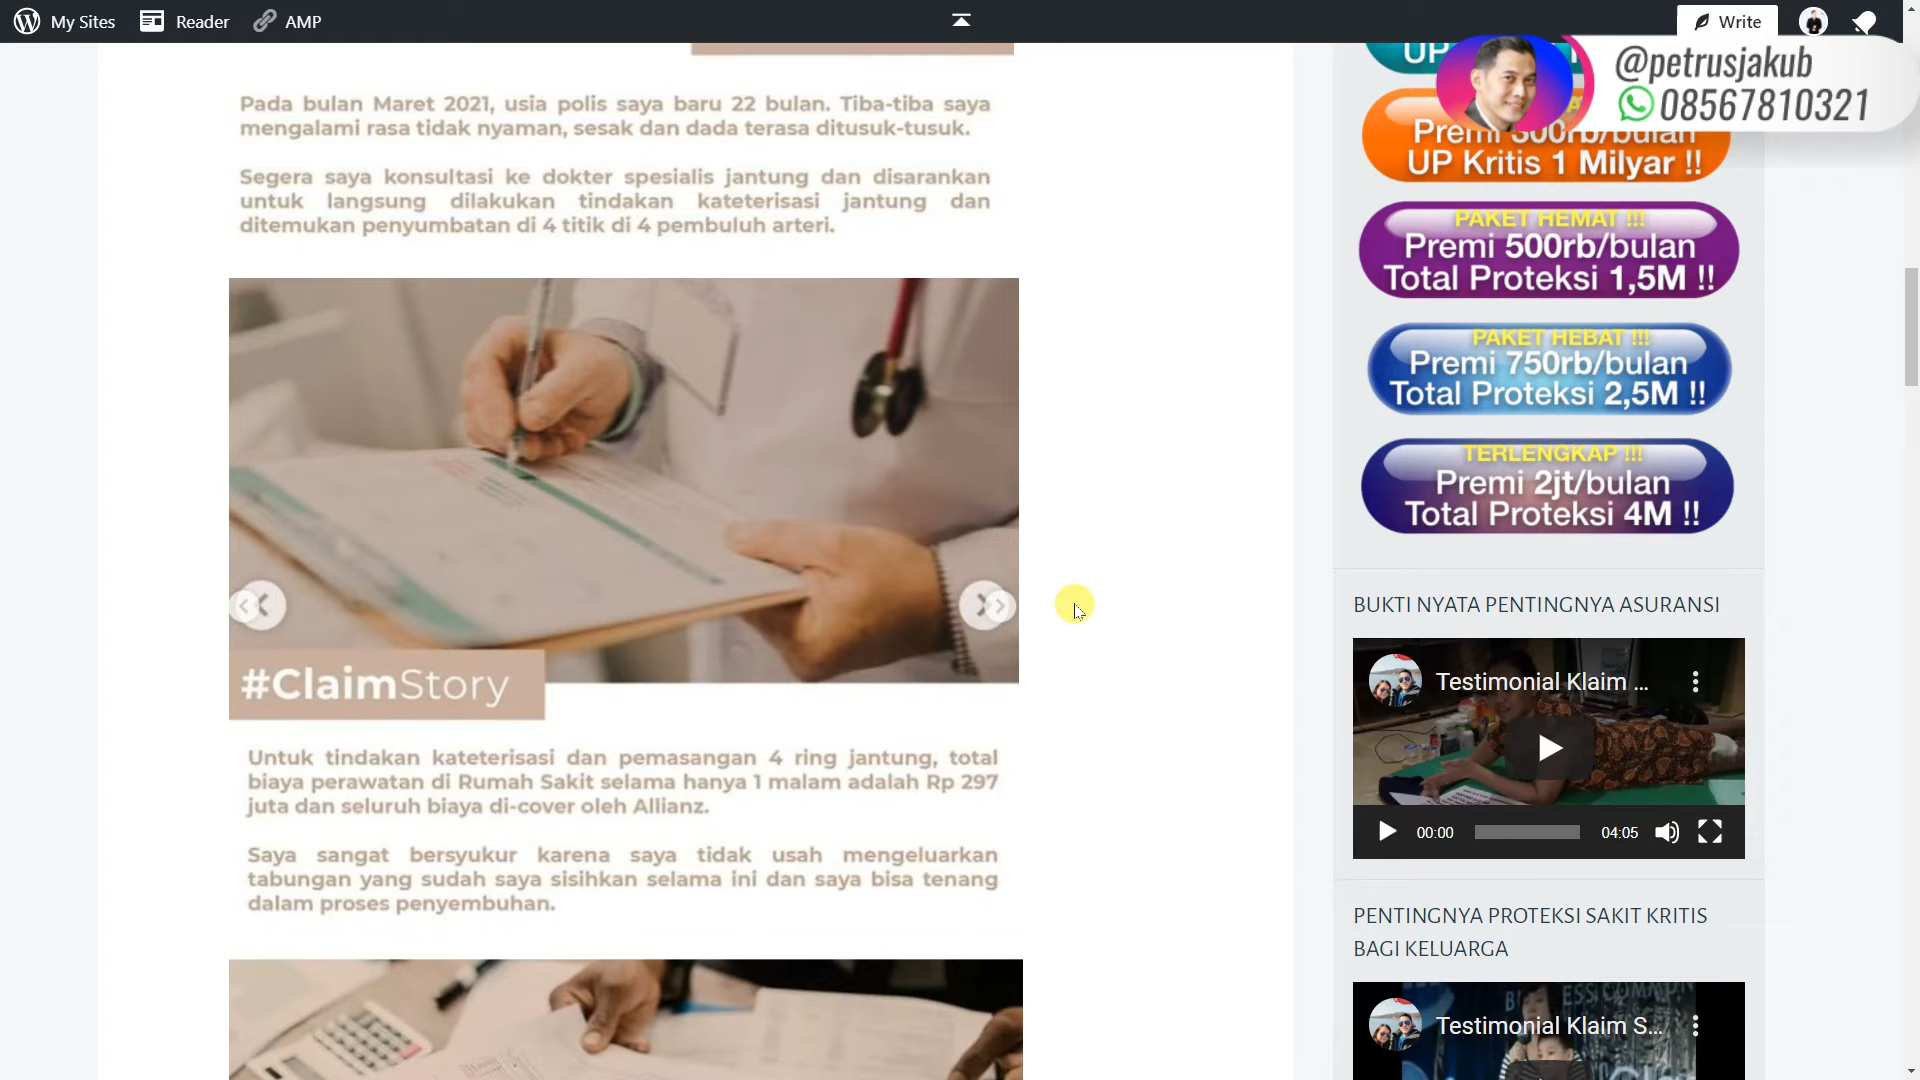 My Sites
Reader
AMP
Write
@petrusjakub
08567810321
Pada bulan Maret 2021, usia polis saya baru 22 bulan. Tiba-tiba saya
mengalami rasa tidak nyaman, sesak dan dada terasa ditusuk-tusuk.
Segera saya konsultasi ke dokter spesialis jantung dan disarankan
untuk langsung dilakukan tindakan kateterisasi jantung dan
ditemukan penyumbatan di 4 titik di 4 pembuluh arteri.
#ClaimStory
Untuk tindakan kateterisasi dan pemasangan 4 ring jantung, total
biaya perawatan di Rumah Sakit selama hanya 1 malam adalah Rp 297
juta dan seluruh biaya di-cover oleh Allianz.
Saya sangat bersyukur karena saya tidak usah mengeluarkan
tabungan yang sudah saya sisihkan selama ini dan saya bisa tenang
dalam proses penyembuhan.
UP
Premi 300rb/bulan
UP Kritis 1 Milyar !!
PAKET HEMAT !!!
Premi 500rb/bulan
Total Proteksi 1,5M !!
PAKET HEBAT !!!
Premi 750rb/bulan
Total Proteksi 2,5M !!
TERLENGKAP !!!
Premi 2jt/bulan
Total Proteksi 4M !!
BUKTI NYATA PENTINGNYA ASURANSI
Testimonial Klaim ...
00:00
04:05
PENTINGNYA PROTEKSI SAKIT KRITIS
BAGI KELUARGA
Testimonial Klaim S...